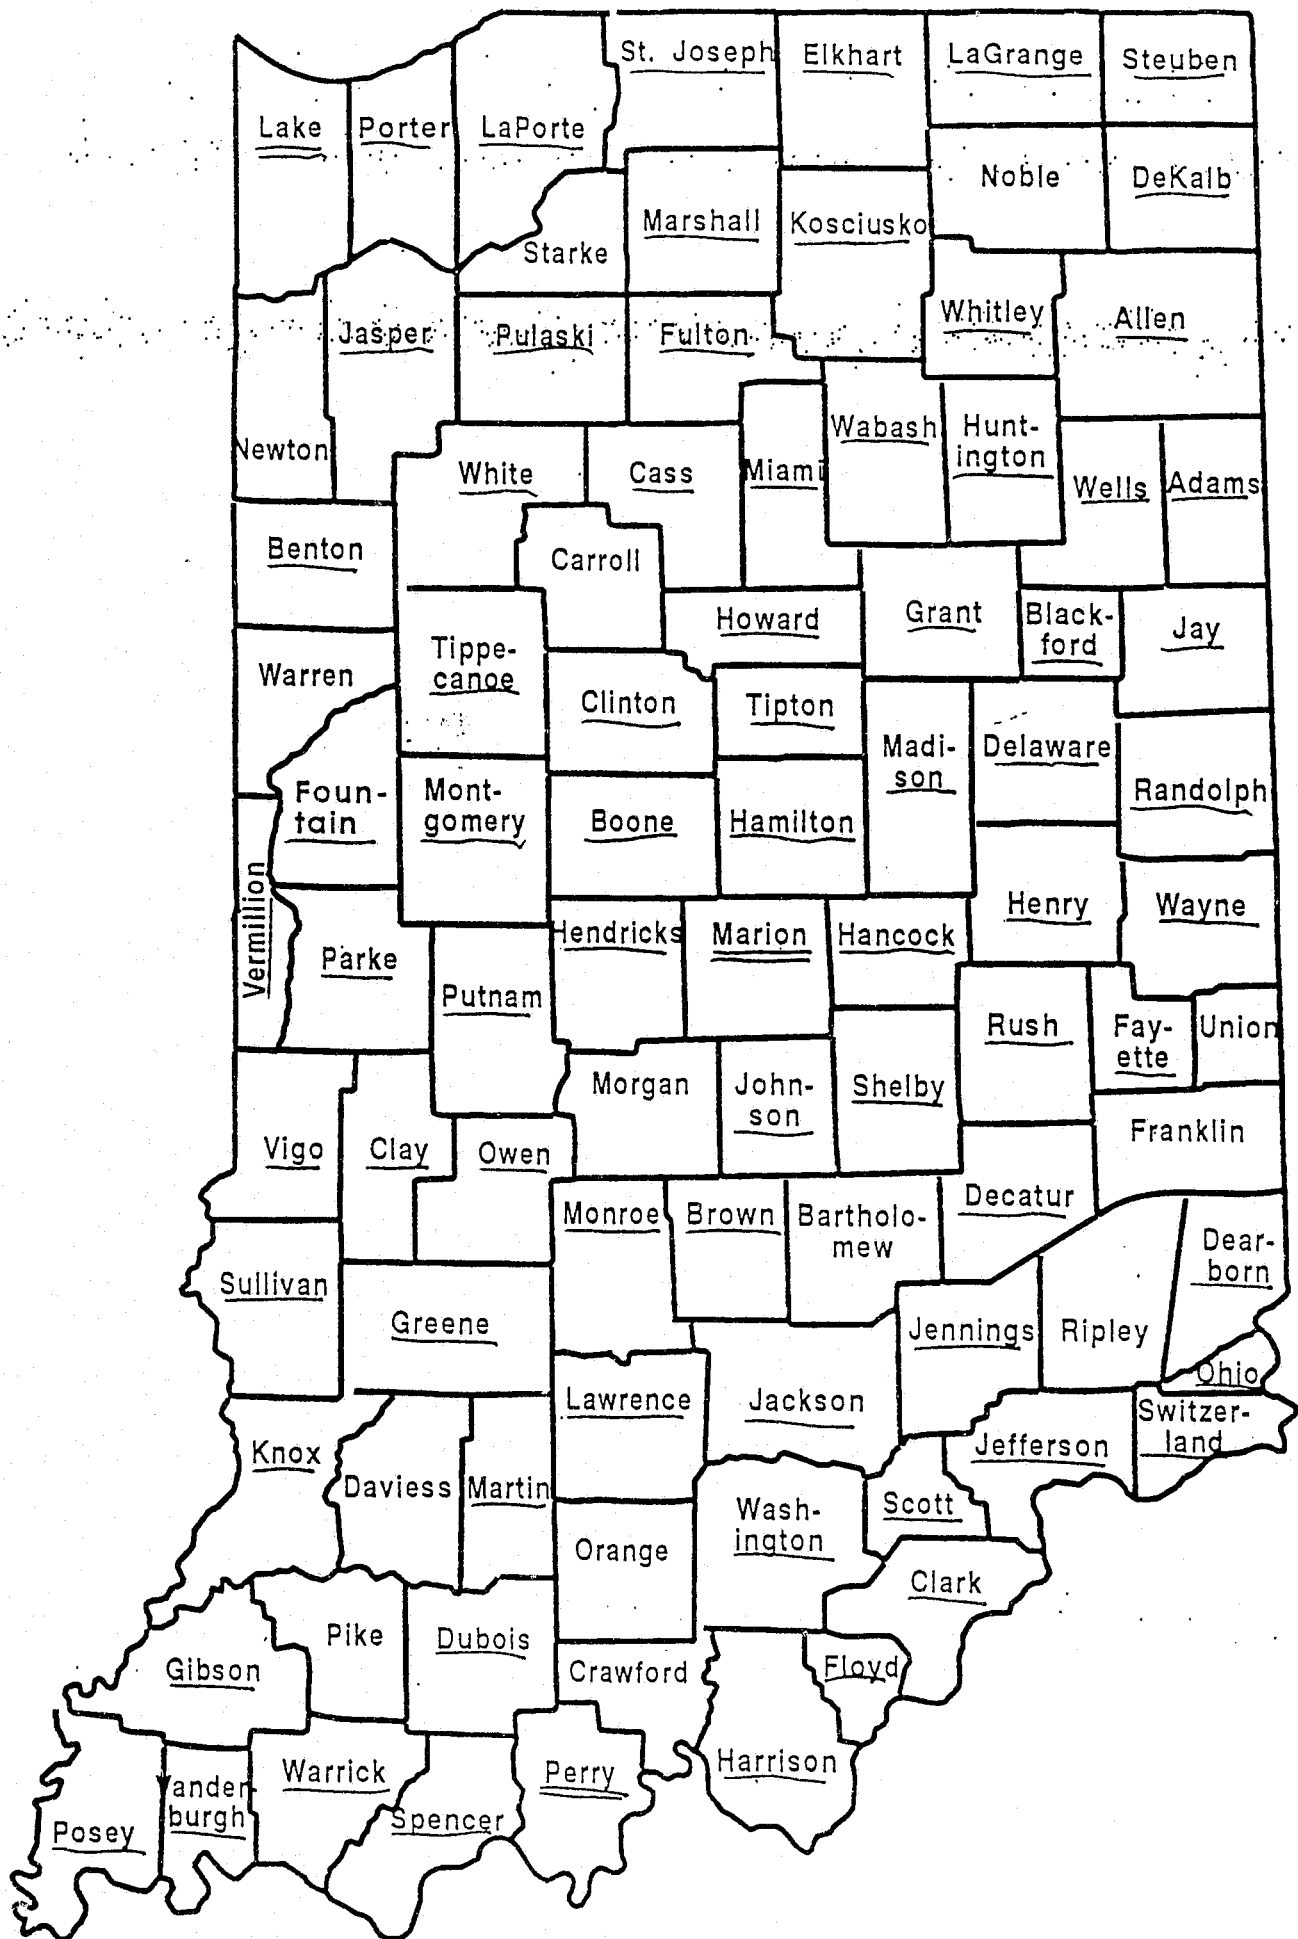 St. Joseph
Elkhart
LaGrange
Steuben
Lake
Porter
LaPorte
Noble
DeKalb
Marshall
Kosciusko
Starke
Whitley
Allen
Jasper
Pulaski
Fulton
Newton
White
Cass
Miami
Wabash
Hunt-
ington
Wells
Adams
Benton
Carroll
Howard
Grant
Black-
ford
Jay
Warren
Tippe-
canoe
Clinton
Tipton
Madi-
son
Delaware
Randolph
Foun-
tain
Mont-
gomery
Boone
Hamilton
Vermillion
Parke
Putnam
Hendricks
Marion
Hancock
Henry
Wayne
Rush
Fay-
ette
Union
Morgan
John-
son
Shelby
Franklin
Vigo
Clay
Owen
Monroe
Brown
Bartholo-
mew
Decatur
Dear-
born
Sullivan
Greene
Jennings
Ripley
Ohio
Lawrence
Jackson
Switzer-
land
Knox
Daviess
Martin
Jefferson
Orange
Wash-
ington
Scott
Clark
Gibson
Pike
Dubois
Crawford
Floyd
Harrison
Posey
Vander-
burgh
Warrick
Spencer
Perry